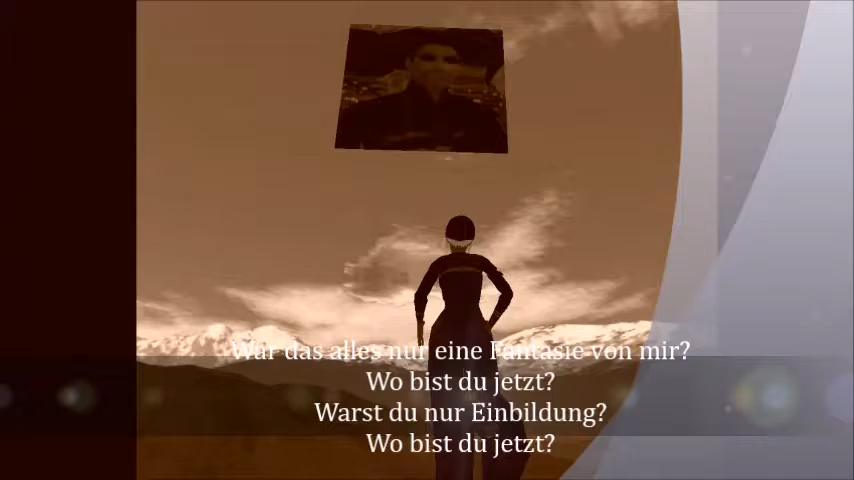 War das alles nur eine Fantasie von mir?
Wo bist du jetzt?
Warst du nur Einbildung?
Wo bist du jetzt?